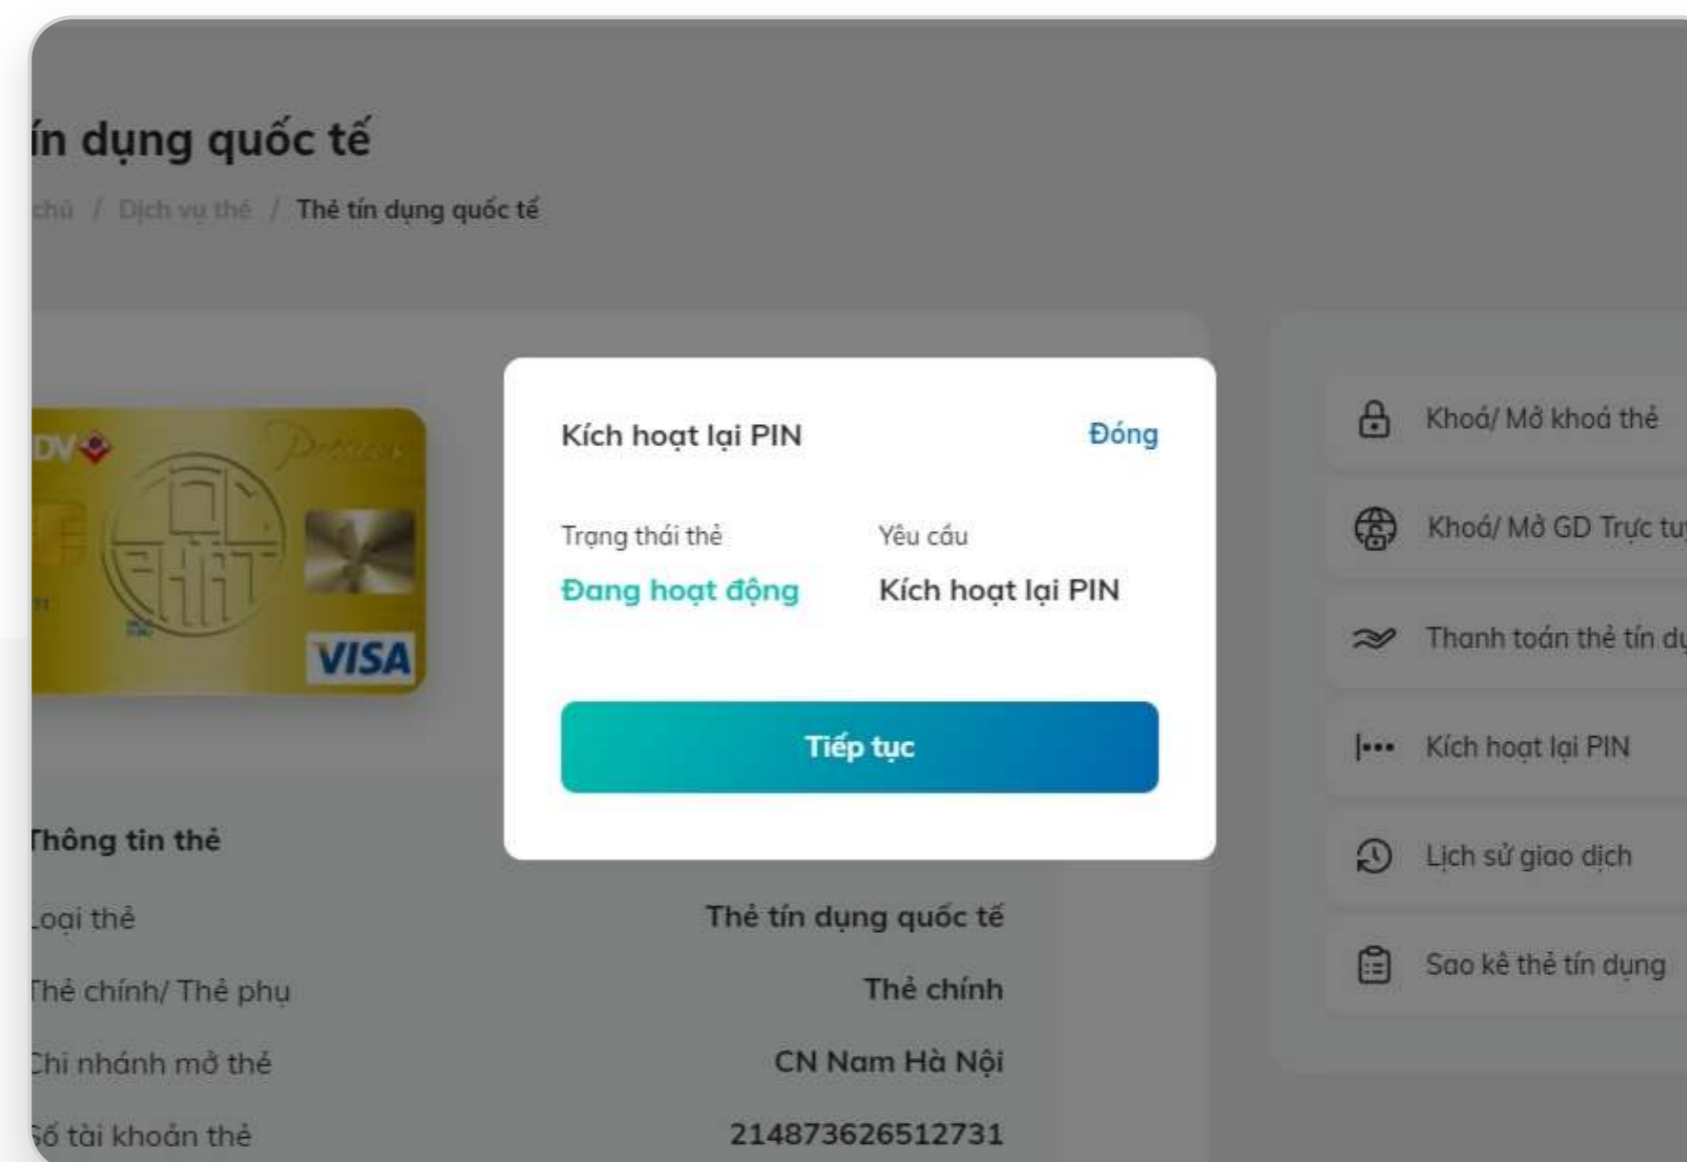 ín dụng quốc tế
chủ / Dịch vụ thẻ / Thẻ tín dụng quốc tế
DV
VISA
Kích hoạt lại PIN
Đóng
Trạng thái thẻ
Yêu cầu
Đang hoạt động
Kích hoạt lại PIN
Tiếp tục
Thông tin thẻ
Loại thẻ
Thẻ tín dụng quốc tế
Thẻ chính/ Thẻ phụ
Thẻ chính
Chi nhánh mở thẻ
CN Nam Hà Nội
Số tài khoản thẻ
214873626512731
Khoá/ Mở khoá thẻ
Khoá/ Mở GD Trực tuy
Thanh toán thẻ tín dụ
Kích hoạt lại PIN
Lịch sử giao dịch
Sao kê thẻ tín dụng